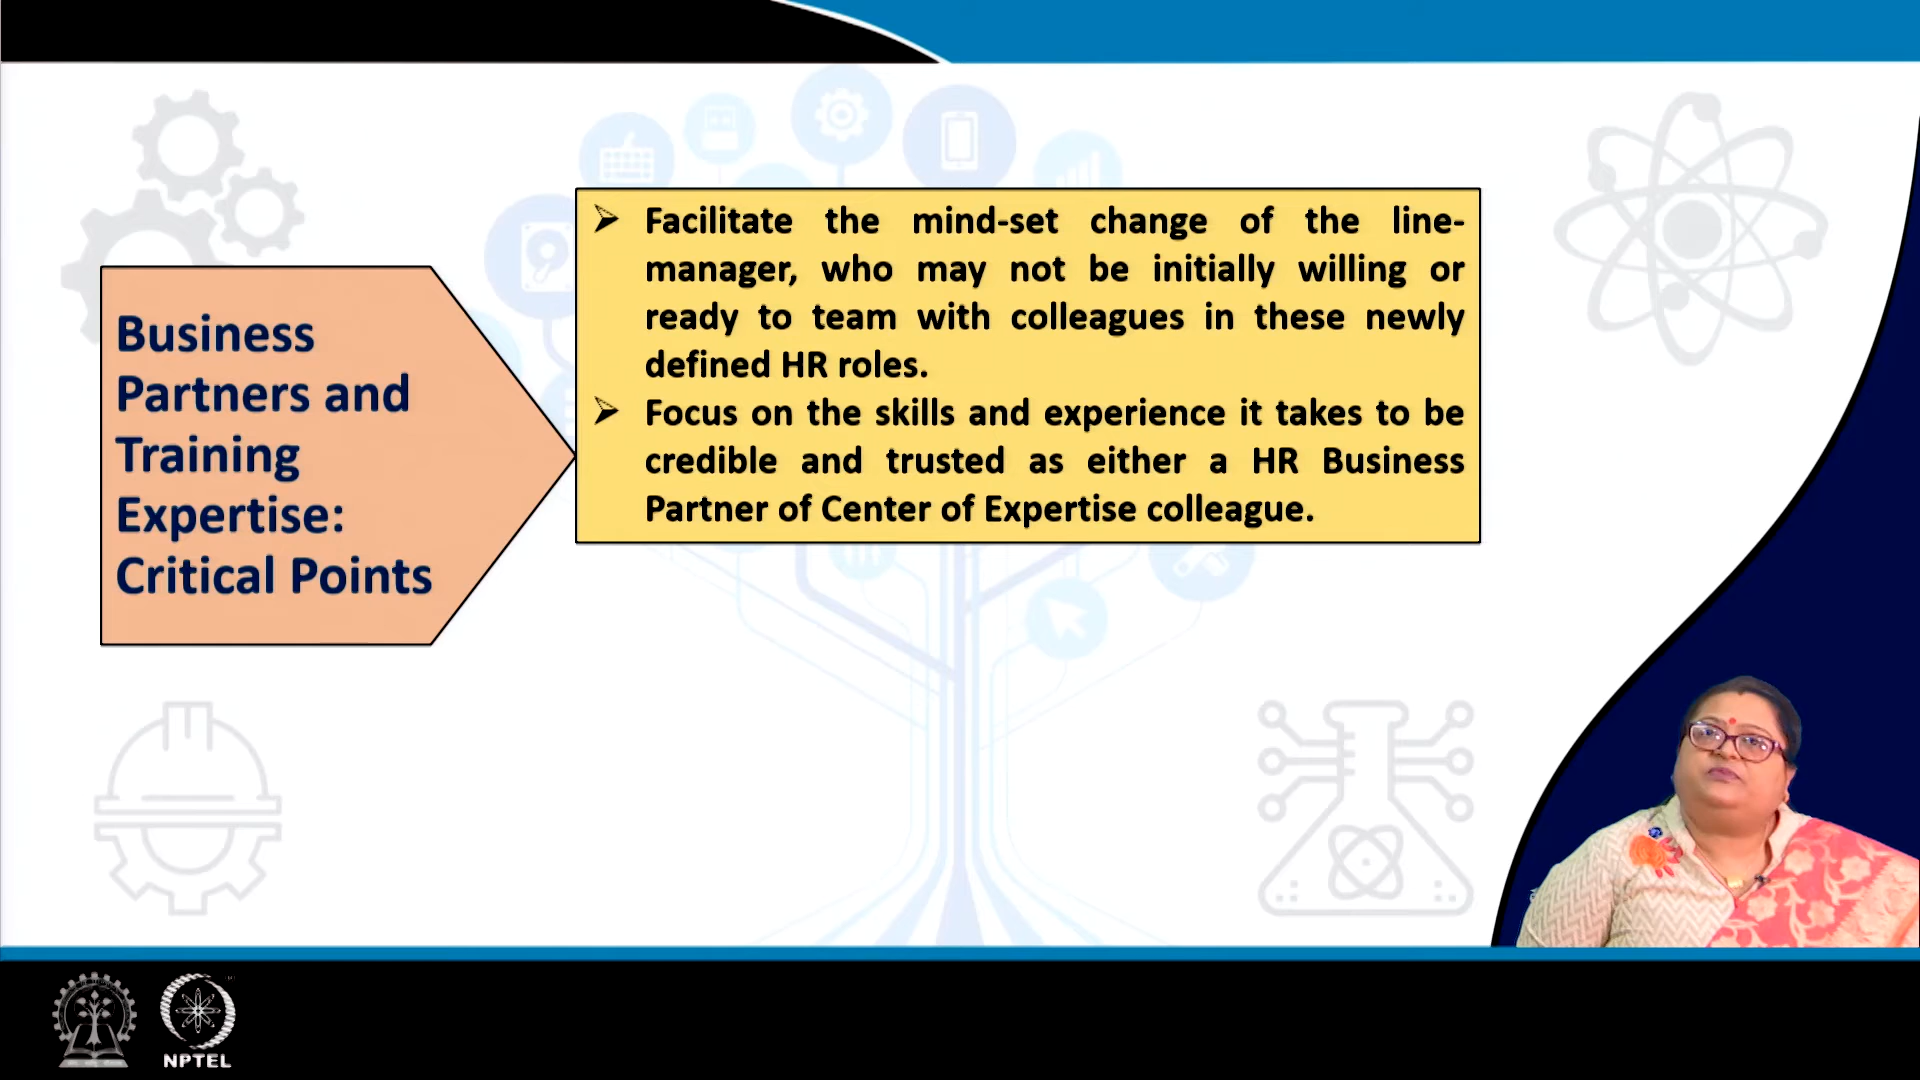 Business
Partners and
Training
Expertise:
Critical Points
➢ Facilitate the mind-set change of the line-
manager, who may not be initially willing or
ready to team with colleagues in these newly
defined HR roles.
➢ Focus on the skills and experience it takes to be
credible and trusted as either a HR Business
Partner of Center of Expertise colleague.
NPTEL